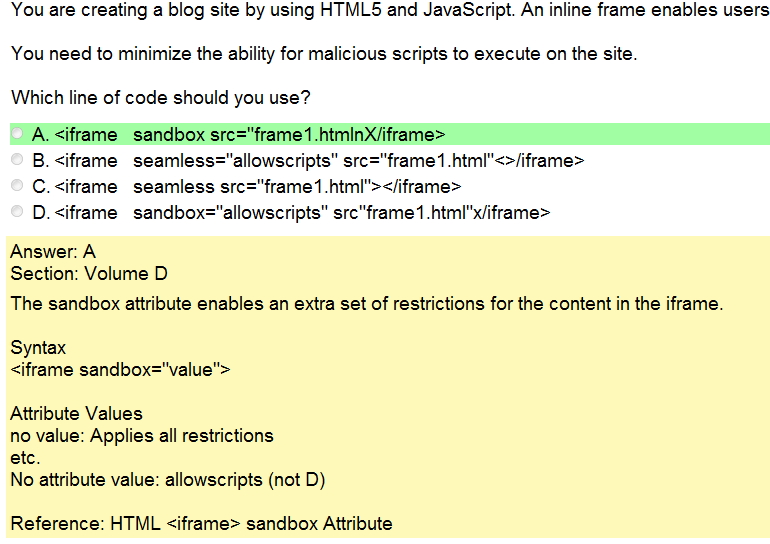 You are creating a blog site by using HTML5 and JavaScript. An inline frame enables users
You need to minimize the ability for malicious scripts to execute on the site.
Which line of code should you use?
A. <iframe sandbox src="frame1.htmlnX/iframe>
B. <iframe seamless="allowscripts" src="frame1.html"<>/iframe>
C. <iframe seamless src="frame1.html"></iframe>
D. <iframe sandbox="allowscripts" src"frame1.html"x/iframe>
Answer: A
Section: Volume D
The sandbox attribute enables an extra set of restrictions for the content in the iframe.
Syntax
<iframe sandbox="value">
Attribute Values
no value: Applies all restrictions
etc.
No attribute value: allowscripts (not D)
Reference: HTML <iframe> sandbox Attribute